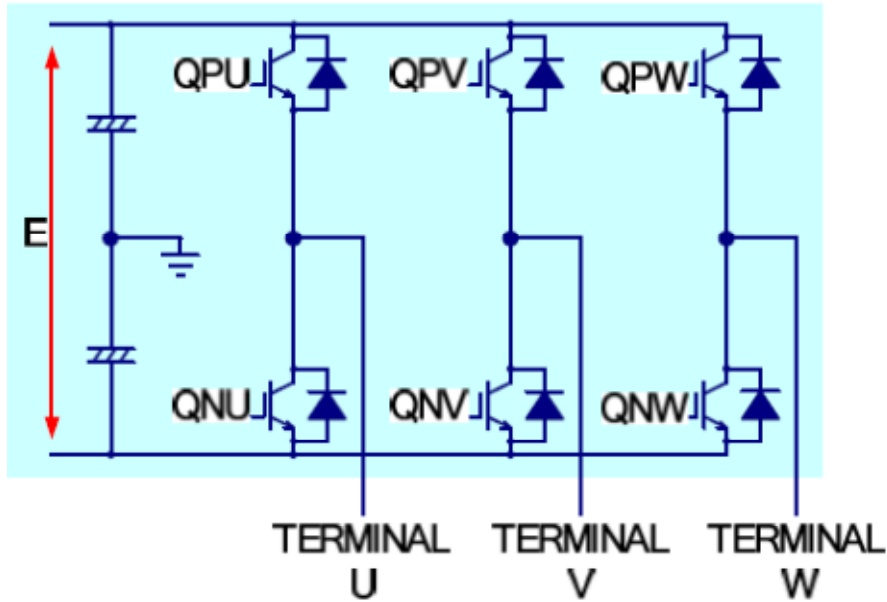 QPU
QPV
QPW
E
QNU
QNV
QNW
TERMINAL
U
TERMINAL
V
TERMINAL
W